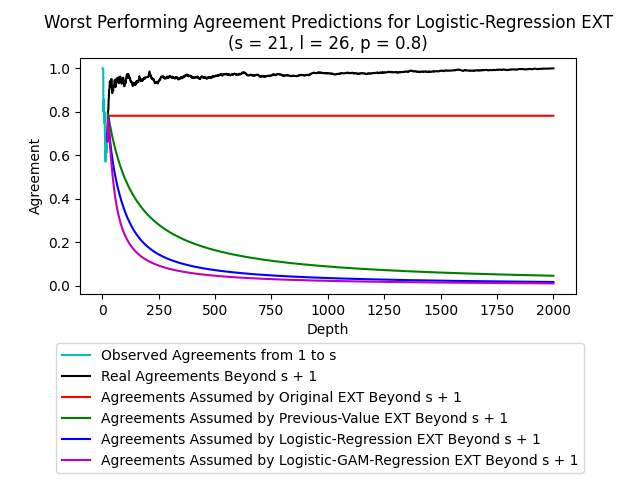 Worst Performing Agreement Predictions for Logistic-Regression EXT
(s = 21, l = 26, p = 0.8)
Agreement
1.0
0.8
0.6
0.4
0.2
0.0
0 250 500 750 1000 1250 1500 1750 2000
Depth
Observed Agreements from 1 to s
Real Agreements Beyond s + 1
Agreements Assumed by Original EXT Beyond s + 1
Agreements Assumed by Previous-Value EXT Beyond s + 1
Agreements Assumed by Logistic-Regression EXT Beyond s + 1
Agreements Assumed by Logistic-GAM-Regression EXT Beyond s + 1